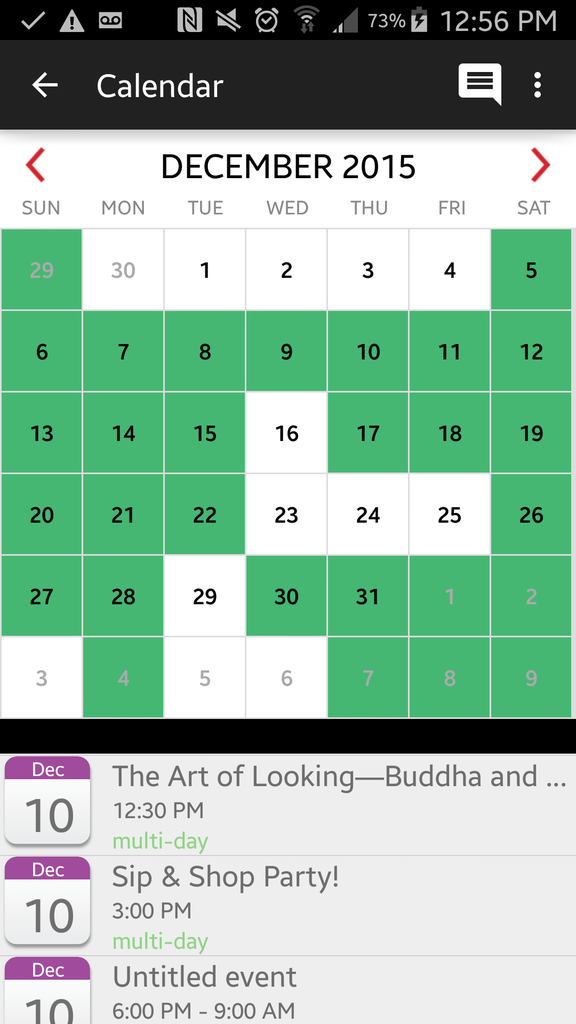 73% 12:56 PM
Calendar
DECEMBER 2015
SUN MON TUE WED THU FRI SAT
29 30 1 2 3 4 5
6 7 8 9 10 11 12
13 14 15 16 17 18 19
20 21 22 23 24 25 26
27 28 29 30 31 1 2
3 4 5 6 7 8 9
Dec
10
The Art of Looking—Buddha and ...
12:30 PM
multi-day
Dec
10
Sip & Shop Party!
3:00 PM
multi-day
Dec
10
Untitled event
6:00 PM - 9:00 AM